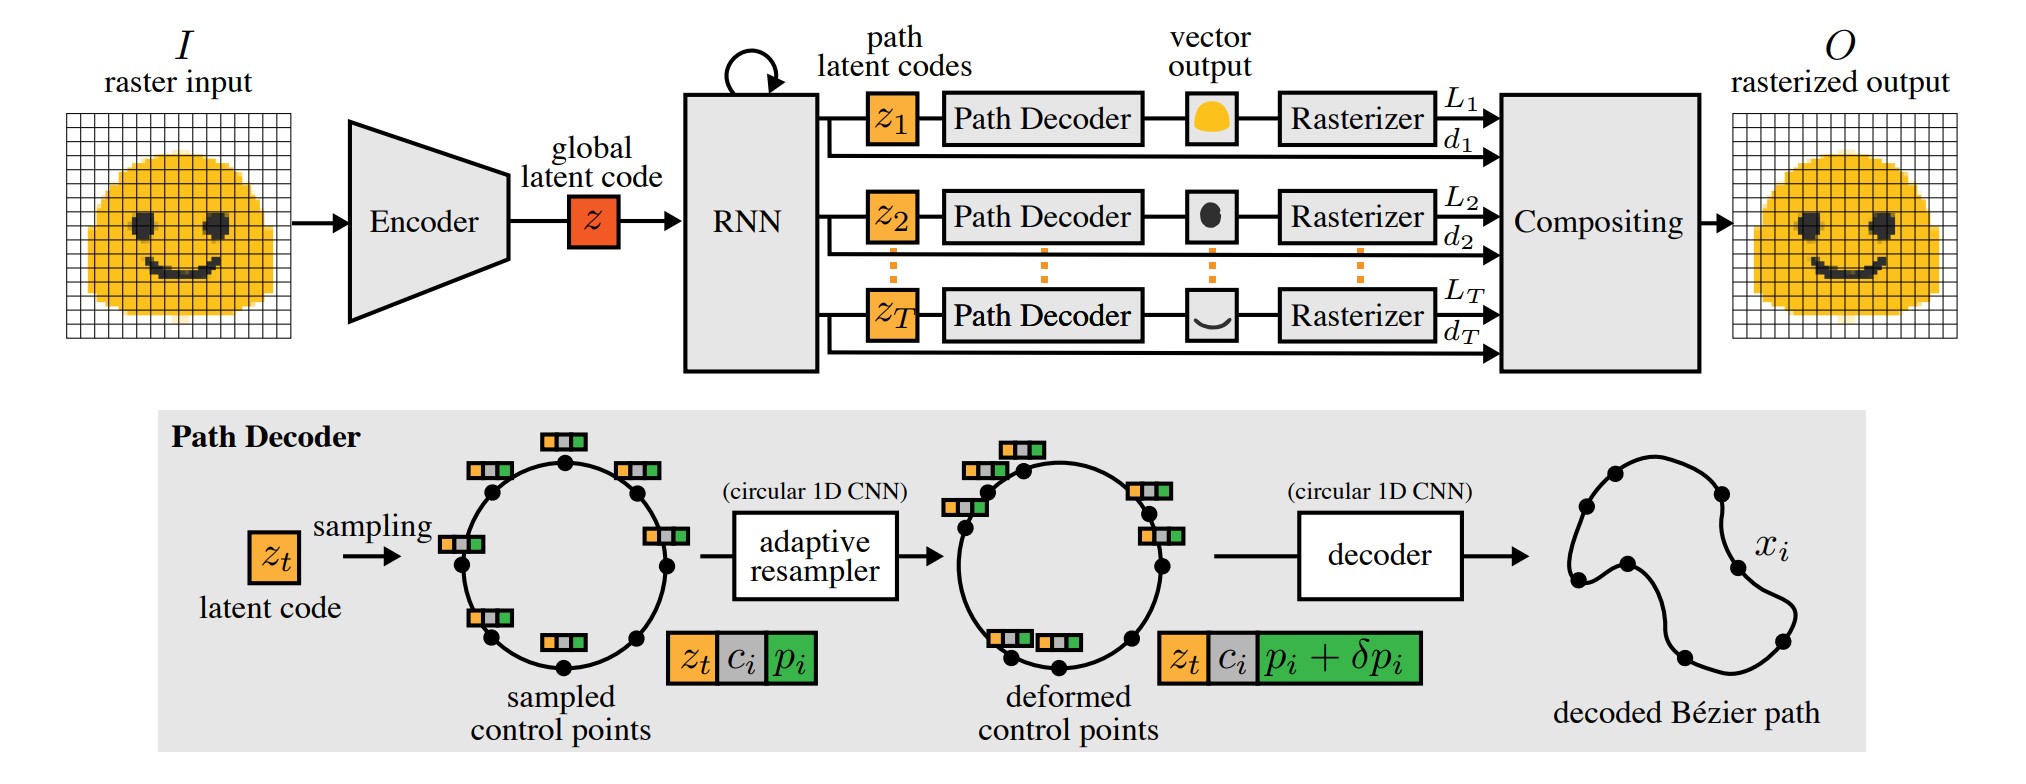 I
raster input
Encoder
global
latent code
z
RNN
path
latent codes
vector
output
z_1
Path Decoder
Rasterizer
L_1
d_1
z_2
Path Decoder
Rasterizer
L_2
d_2
z_T
Path Decoder
Rasterizer
L_T
d_T
Compositing
O
rasterized output
Path Decoder
z_t
latent code
sampling
sampled
control points
z_t c_i p_i
(circular 1D CNN)
adaptive
resampler
deformed
control points
z_t c_i p_i + δp_i
(circular 1D CNN)
decoder
x_i
decoded Bézier path